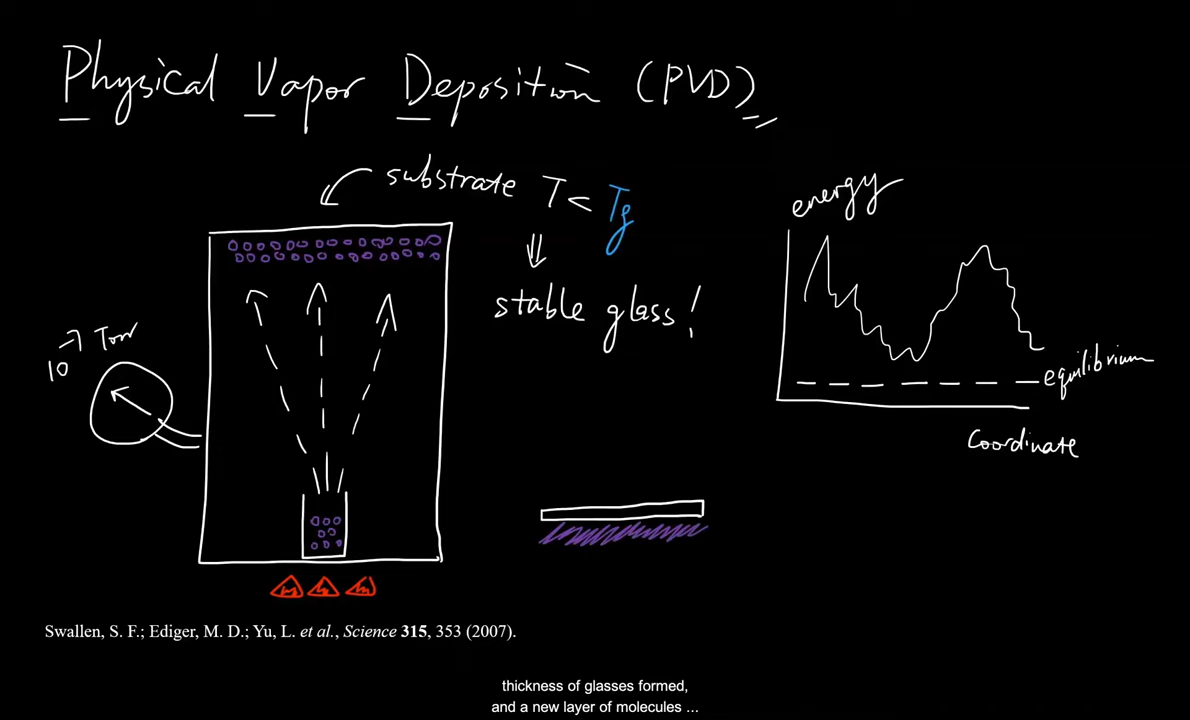 Physical Vapor Deposition (PVD)
substrate T < Tg
stable glass!
10⁻⁷ Torr
energy
equilibrium
Coordinate
Swallen, S. F.; Ediger, M. D.; Yu, L. et al., Science 315, 353 (2007).
thickness of glasses formed,
and a new layer of molecules ...